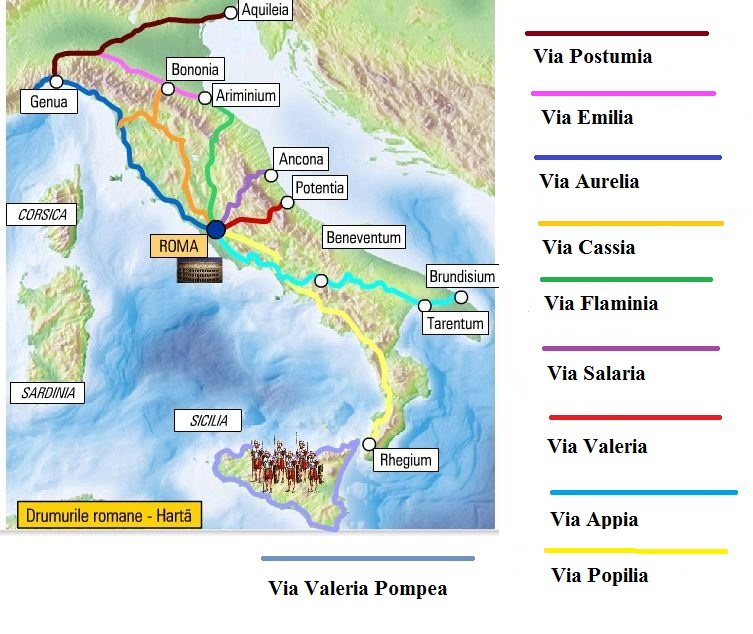 Aquileia
Bononia
Genua
Ariminium
Ancona
Potentia
CORSICA
ROMA
Beneventum
Brundisium
Tarentum
SARDINIA
SICILIA
Rhegium
Drumurile romane - Hartã
Via Postumia
Via Emilia
Via Aurelia
Via Cassia
Via Flaminia
Via Salaria
Via Valeria
Via Appia
Via Popilia
Via Valeria Pompea